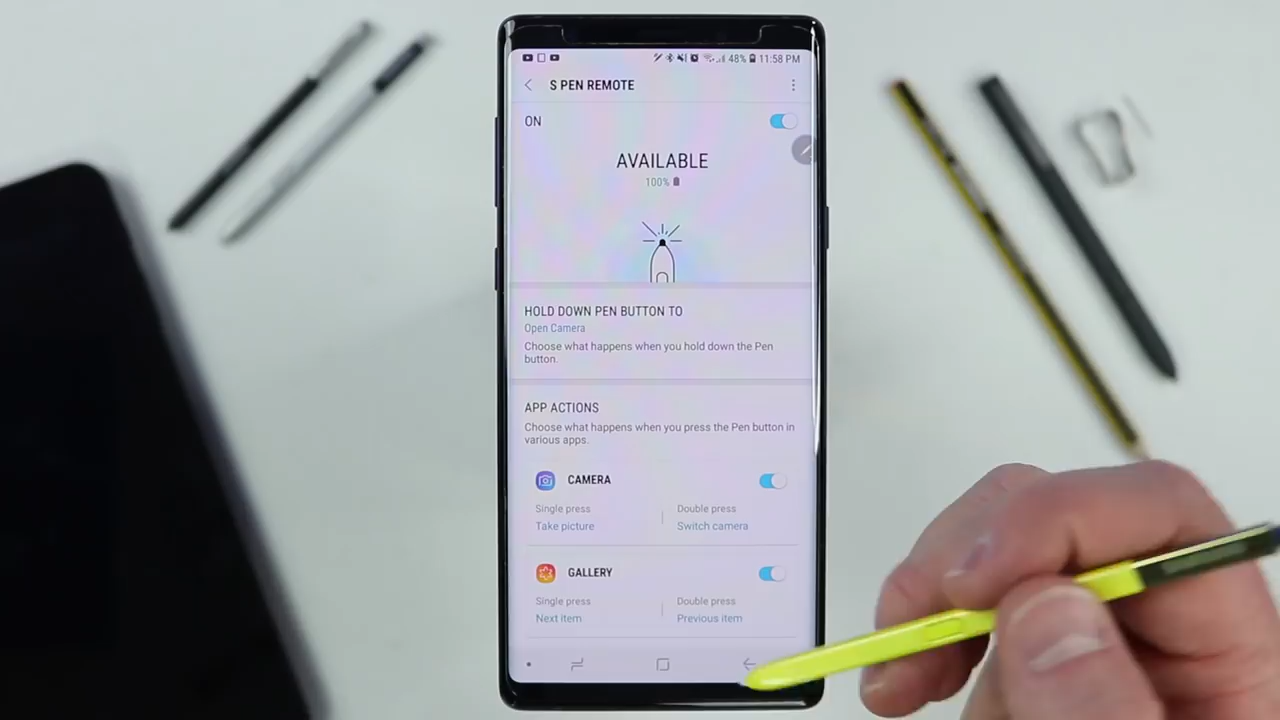 48% 11:58 PM
S PEN REMOTE
ON
AVAILABLE
100%
HOLD DOWN PEN BUTTON TO
Open Camera
Choose what happens when you hold down the Pen
button.
APP ACTIONS
Choose what happens when you press the Pen button in
various apps.
CAMERA
Single press
Take picture
Double press
Switch camera
GALLERY
Single press
Next item
Double press
Previous item